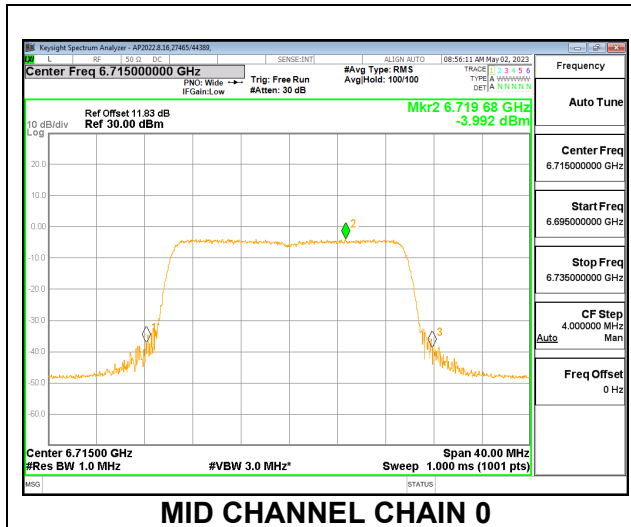 Keysight Spectrum Analyzer - AP2022.8.16,27465/44389,
L RF 50 Ω DC SENSE:INT ALIGN AUTO 08:56:11 AM May 02, 2023
Center Freq 6.715000000 GHz
PNO: Wide
IFGain:Low
Trig: Free Run
#Atten: 30 dB
#Avg Type: RMS
Avg|Hold: 100/100
TRACE 1 2 3 4 5 6
TYPE A WWWWW
DET A N N N N N
Frequency
Mkr2 6.719 68 GHz
-3.992 dBm
Ref Offset 11.83 dB
10 dB/div Ref 30.00 dBm
Log
20.0
10.0
0.00
-10.0
-20.0
-30.0
-40.0
-50.0
-60.0
2
1
3
Center 6.71500 GHz Span 40.00 MHz
#Res BW 1.0 MHz #VBW 3.0 MHz* Sweep 1.000 ms (1001 pts)
MSG STATUS
Auto Tune
Center Freq
6.715000000 GHz
Start Freq
6.695000000 GHz
Stop Freq
6.735000000 GHz
CF Step
4.000000 MHz
Auto Man
Freq Offset
0 Hz
MID CHANNEL CHAIN 0